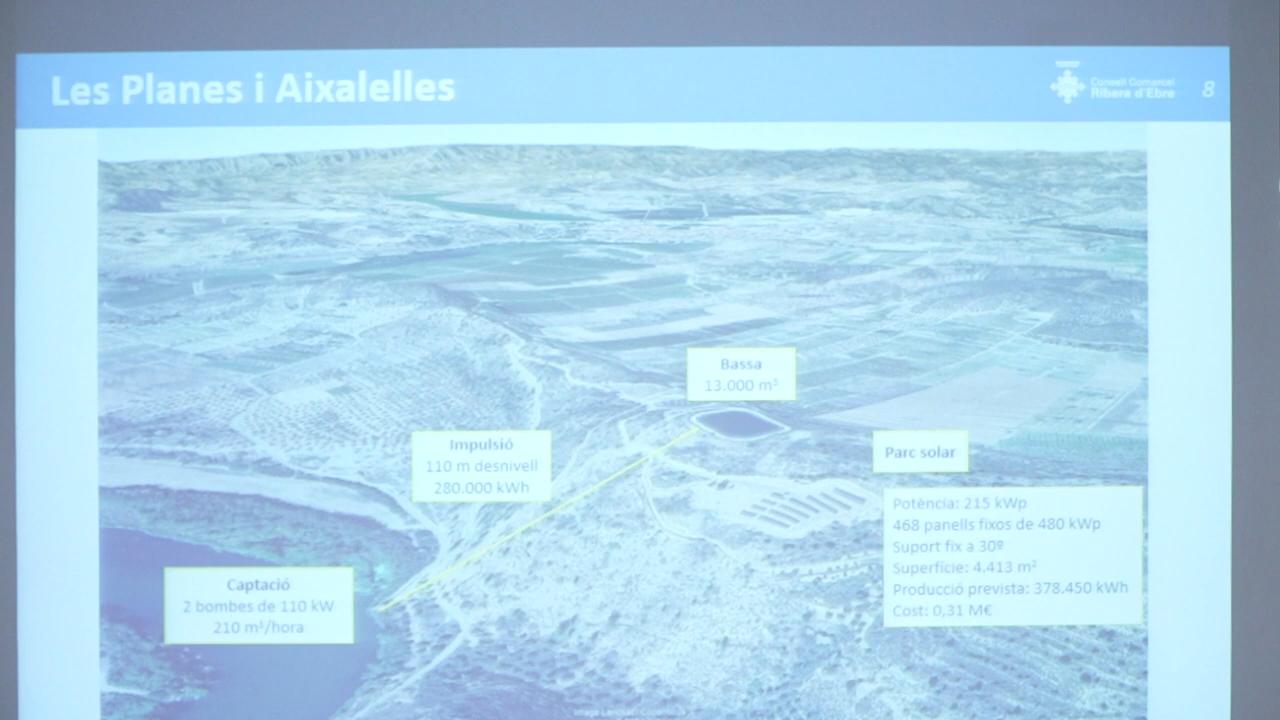 Les Planes i Aixalelles
Consell Comarcal
Ribera d'Ebre
8
Bassa
13.000 m³
Impulsió
110 m desnivell
280.000 kWh
Parc solar
Potència: 215 kWp
468 panells fixos de 480 kWp
Suport fix a 30º
Superfície: 4.413 m²
Producció prevista: 378.450 kWh
Cost: 0,31 M€
Captació
2 bombes de 110 kW
210 m³/hora